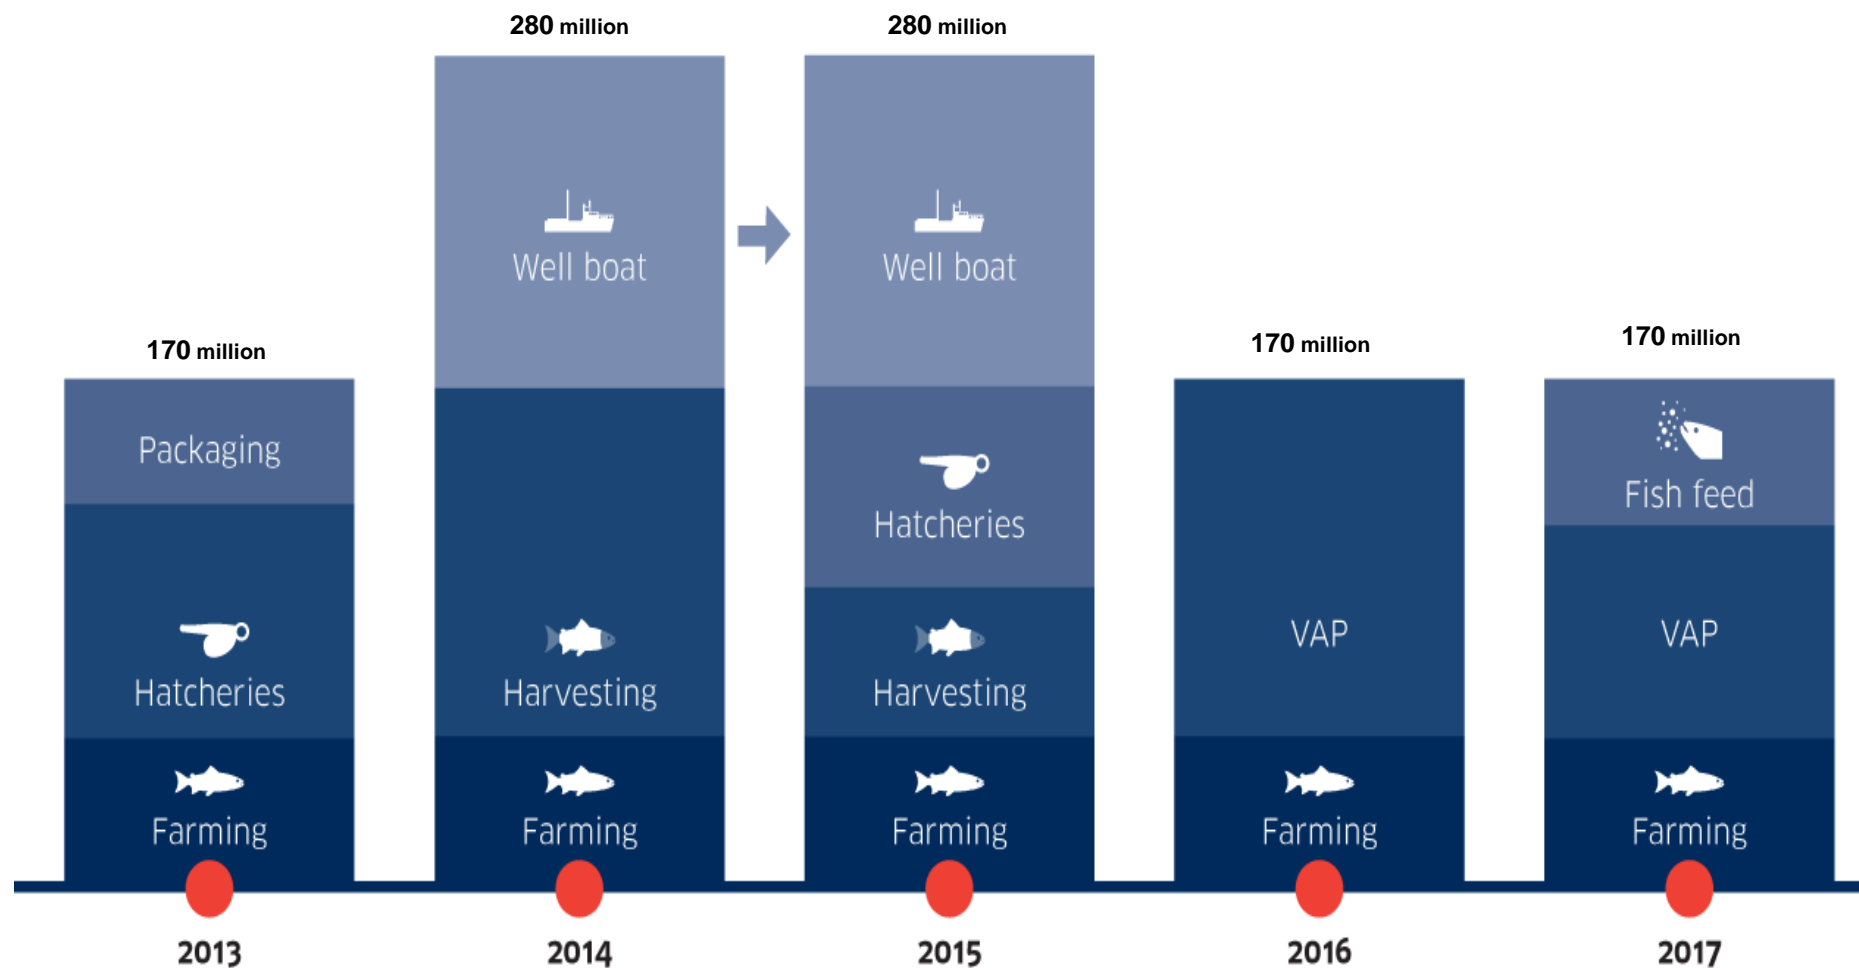 280 million
280 million
170 million
170 million
170 million
Well boat
Well boat
Packaging
Fish feed
Hatcheries
VAP
VAP
Hatcheries
Harvesting
Harvesting
Farming
Farming
Farming
Farming
Farming
2013
2014
2015
2016
2017